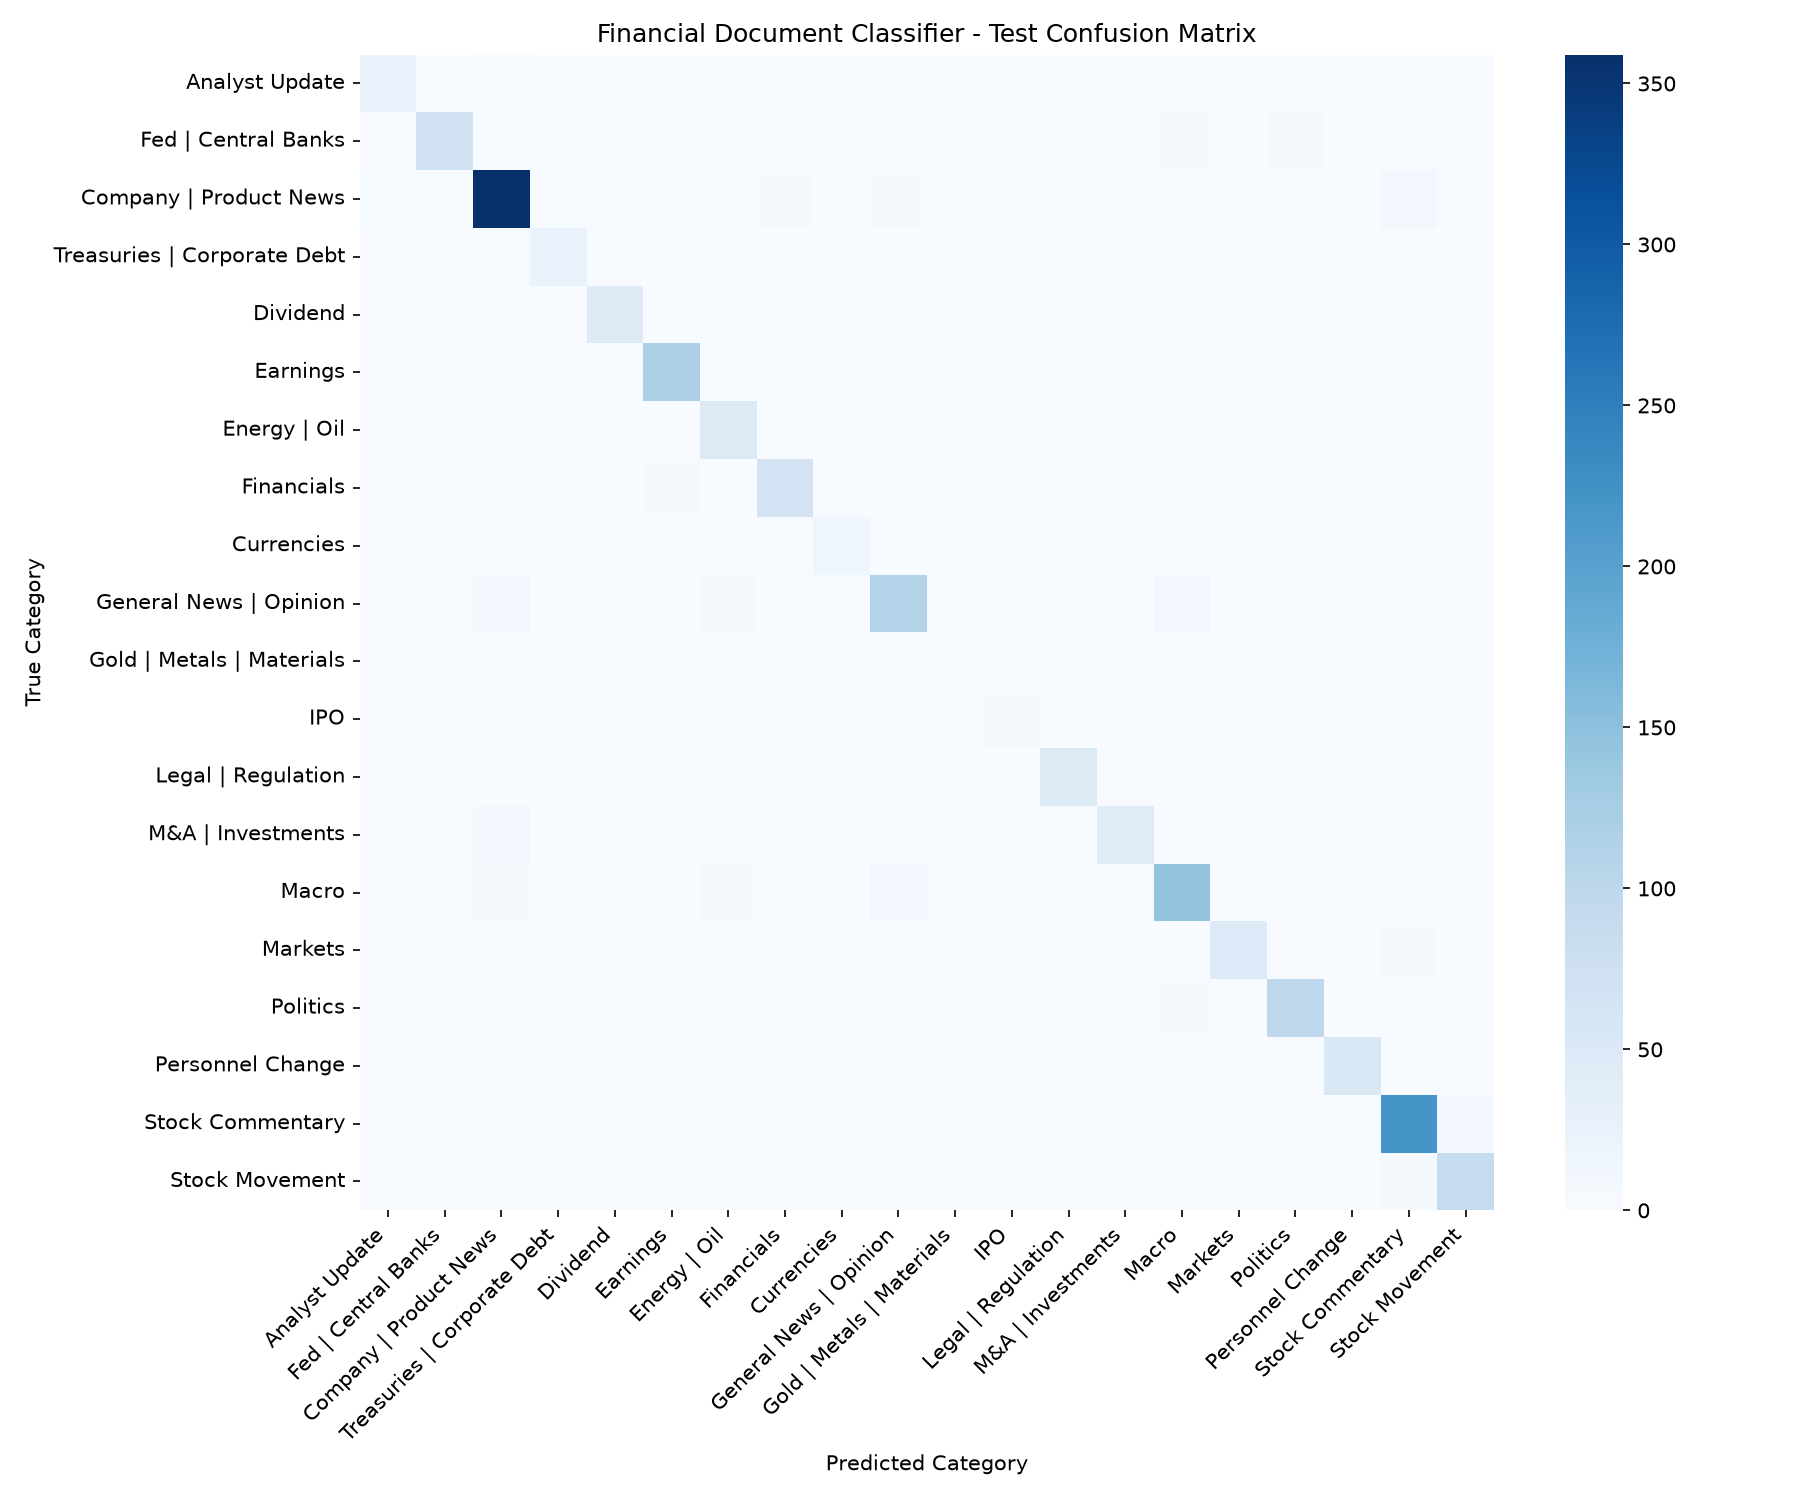 Financial Document Classifier - Test Confusion Matrix
True Category
Analyst Update
Fed | Central Banks
Company | Product News
Treasuries | Corporate Debt
Dividend
Earnings
Energy | Oil
Financials
Currencies
General News | Opinion
Gold | Metals | Materials
IPO
Legal | Regulation
M&A | Investments
Macro
Markets
Politics
Personnel Change
Stock Commentary
Stock Movement
Analyst Update
Fed | Central Banks
Company | Product News
Treasuries | Corporate Debt
Dividend
Earnings
Energy | Oil
Financials
Currencies
General News | Opinion
Gold | Metals | Materials
IPO
Legal | Regulation
M&A | Investments
Macro
Markets
Politics
Personnel Change
Stock Commentary
Stock Movement
Predicted Category
350
300
250
200
150
100
50
0